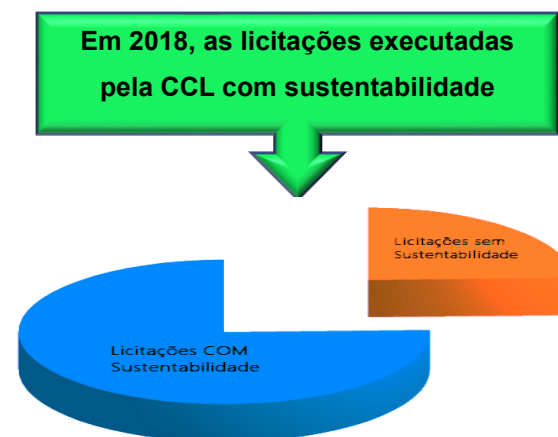 Em 2018, as licitações executadas
pela CCL com sustentabilidade
Licitações sem
Sustentabilidade
Licitações COM
Sustentabilidade